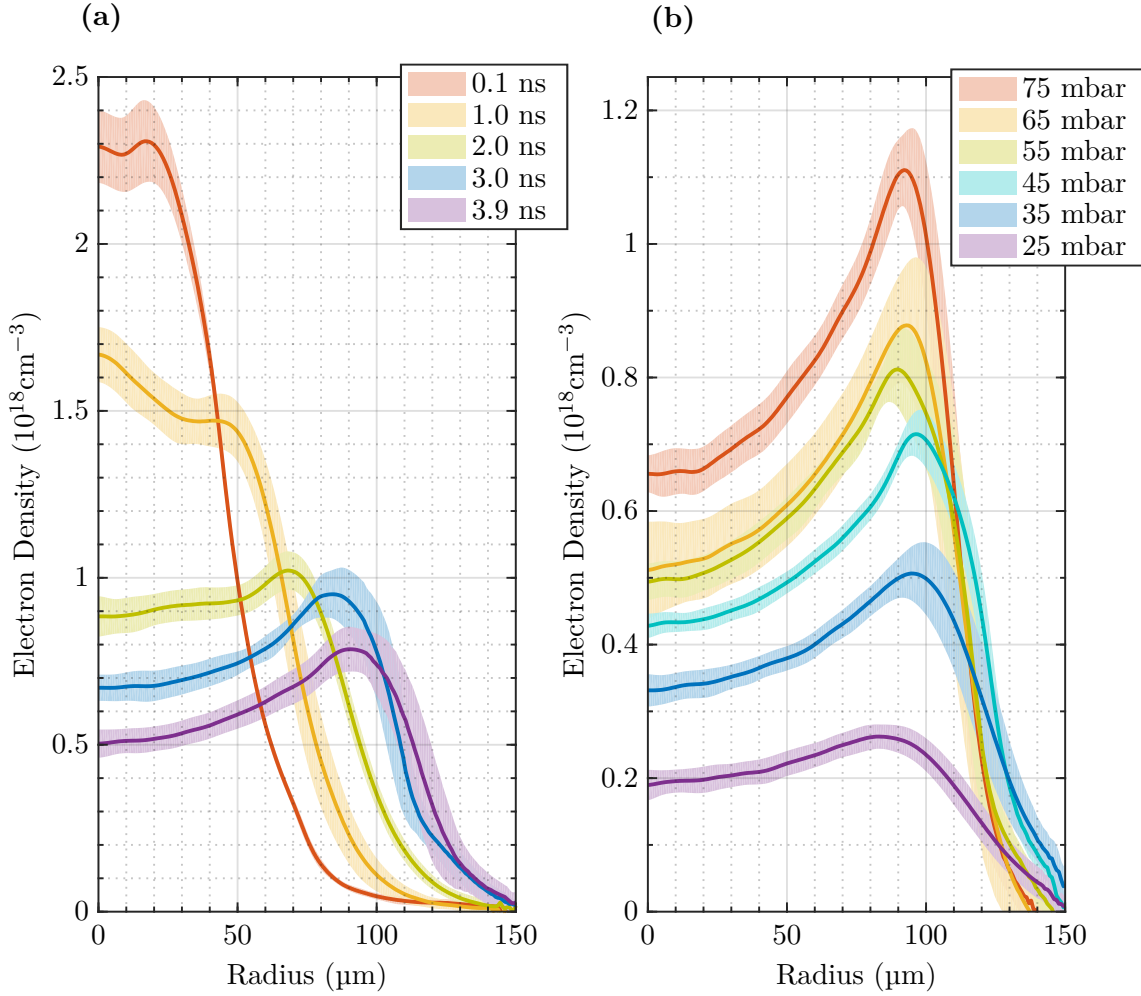 (a)
2.5
2
1.5
1
0.5
0
0
50
100
150
Electron Density (10¹⁸cm⁻³)
Radius (µm)
0.1 ns
1.0 ns
2.0 ns
3.0 ns
3.9 ns
(b)
1.2
1
0.8
0.6
0.4
0.2
0
0
50
100
150
Electron Density (10¹⁸cm⁻³)
Radius (µm)
75 mbar
65 mbar
55 mbar
45 mbar
35 mbar
25 mbar